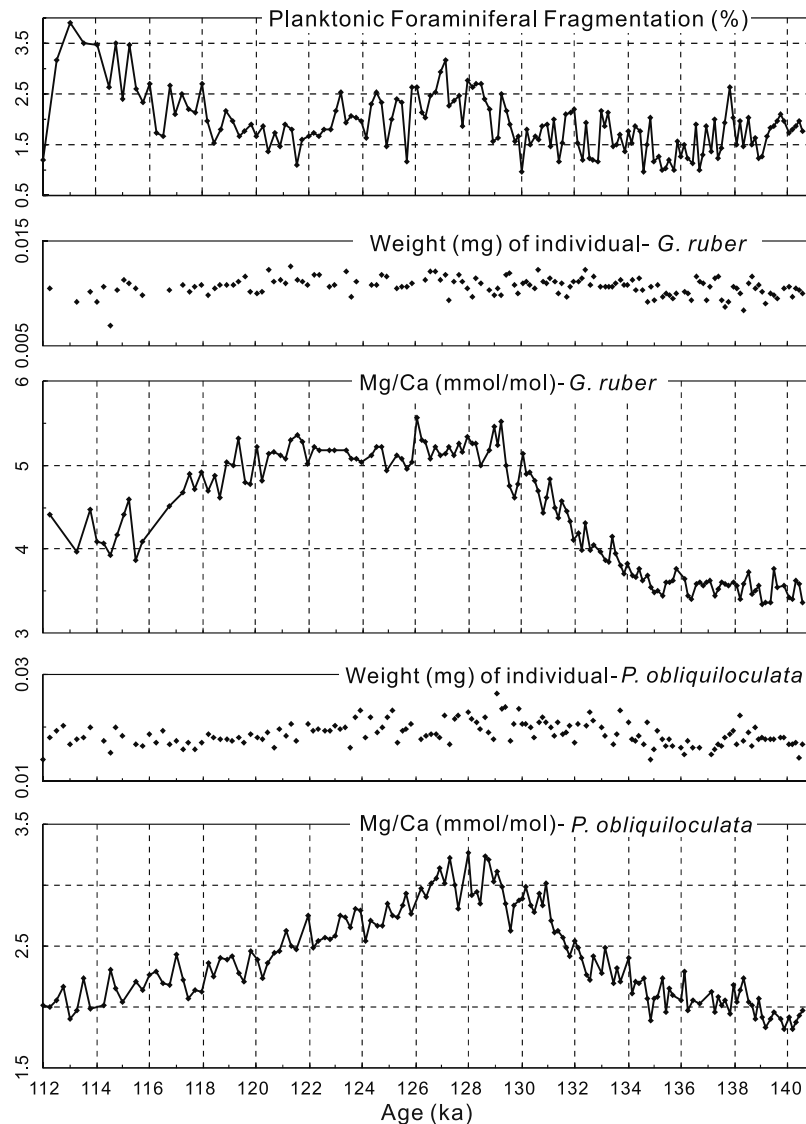 Planktonic Foraminiferal Fragmentation (%)
3.5
2.5
1.5
0.5
Weight (mg) of individual- G. ruber
0.015
0.005
Mg/Ca (mmol/mol)- G. ruber
6
5
4
3
Weight (mg) of individual- P. obliquiloculata
0.03
0.01
Mg/Ca (mmol/mol)- P. obliquiloculata
3.5
2.5
1.5
112 114 116 118 120 122 124 126 128 130 132 134 136 138 140
Age (ka)